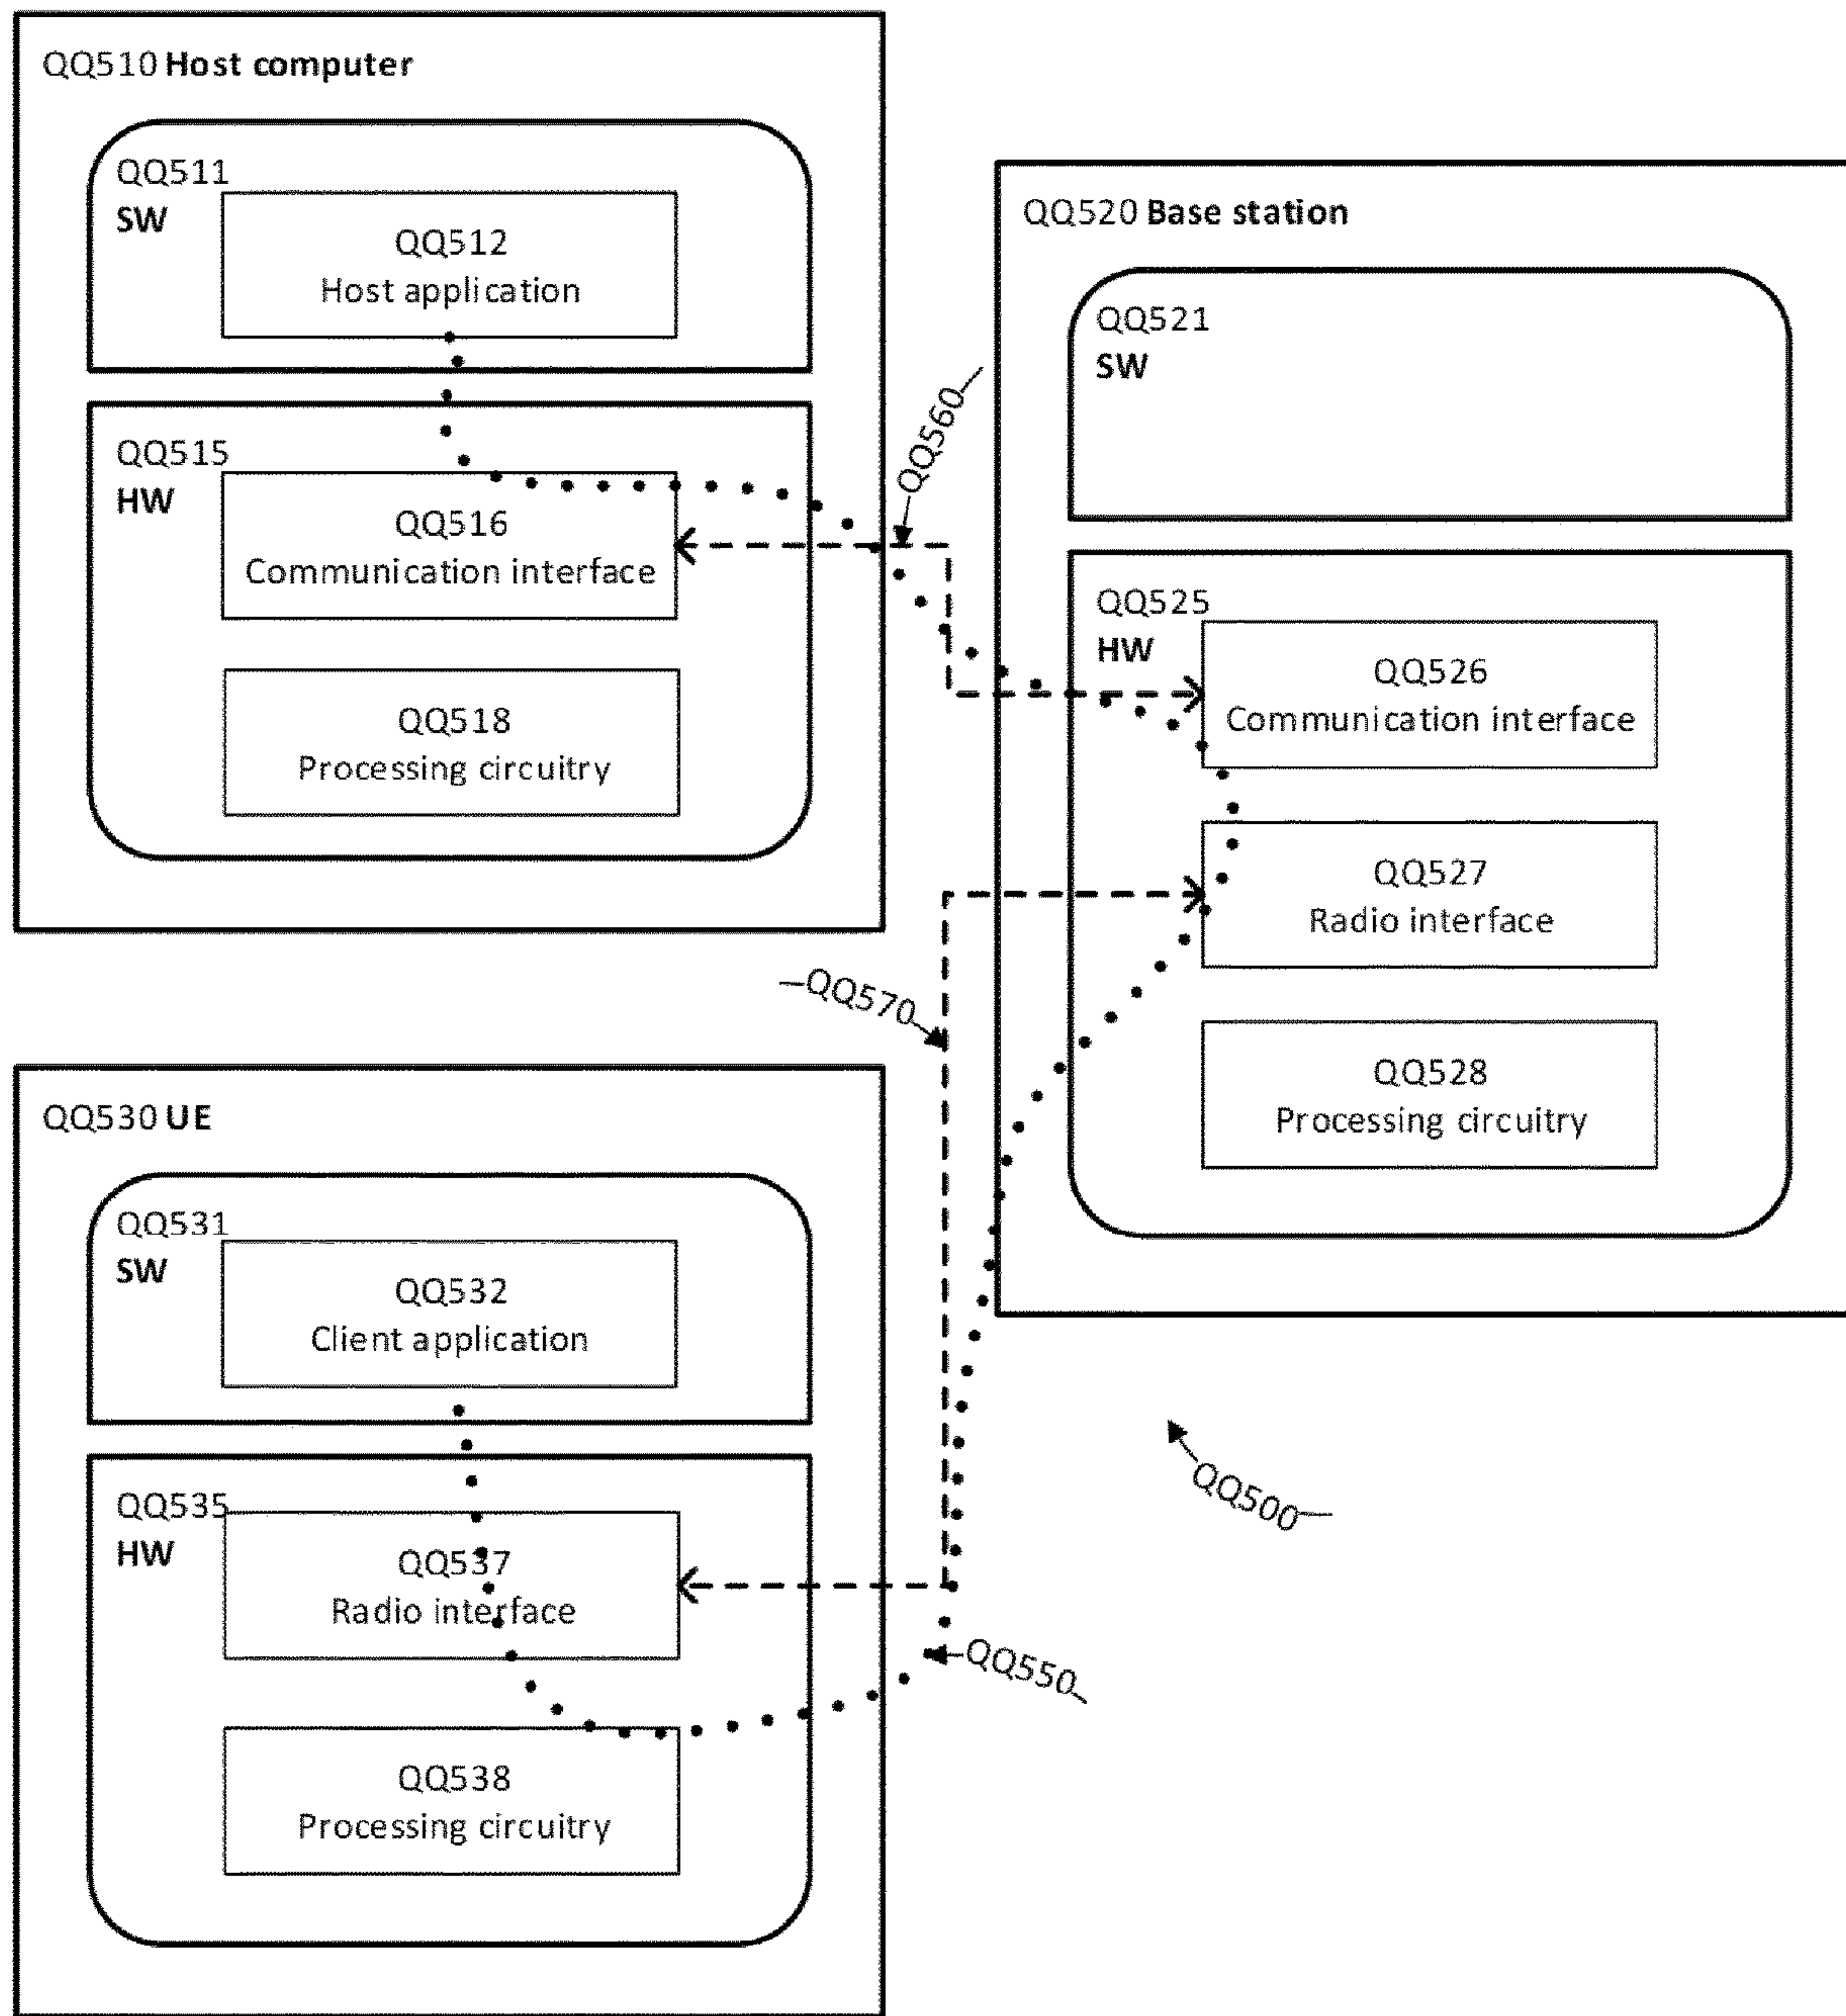 QQ510 Host computer
QQ511
SW
QQ512
Host application
QQ515
HW
QQ516
Communication interface
QQ518
Processing circuitry
QQ560
QQ520 Base station
QQ521
SW
QQ525
HW
QQ526
Communication interface
QQ527
Radio interface
QQ528
Processing circuitry
QQ570
QQ530 UE
QQ531
SW
QQ532
Client application
QQ535
HW
QQ537
Radio interface
QQ538
Processing circuitry
QQ500
QQ550